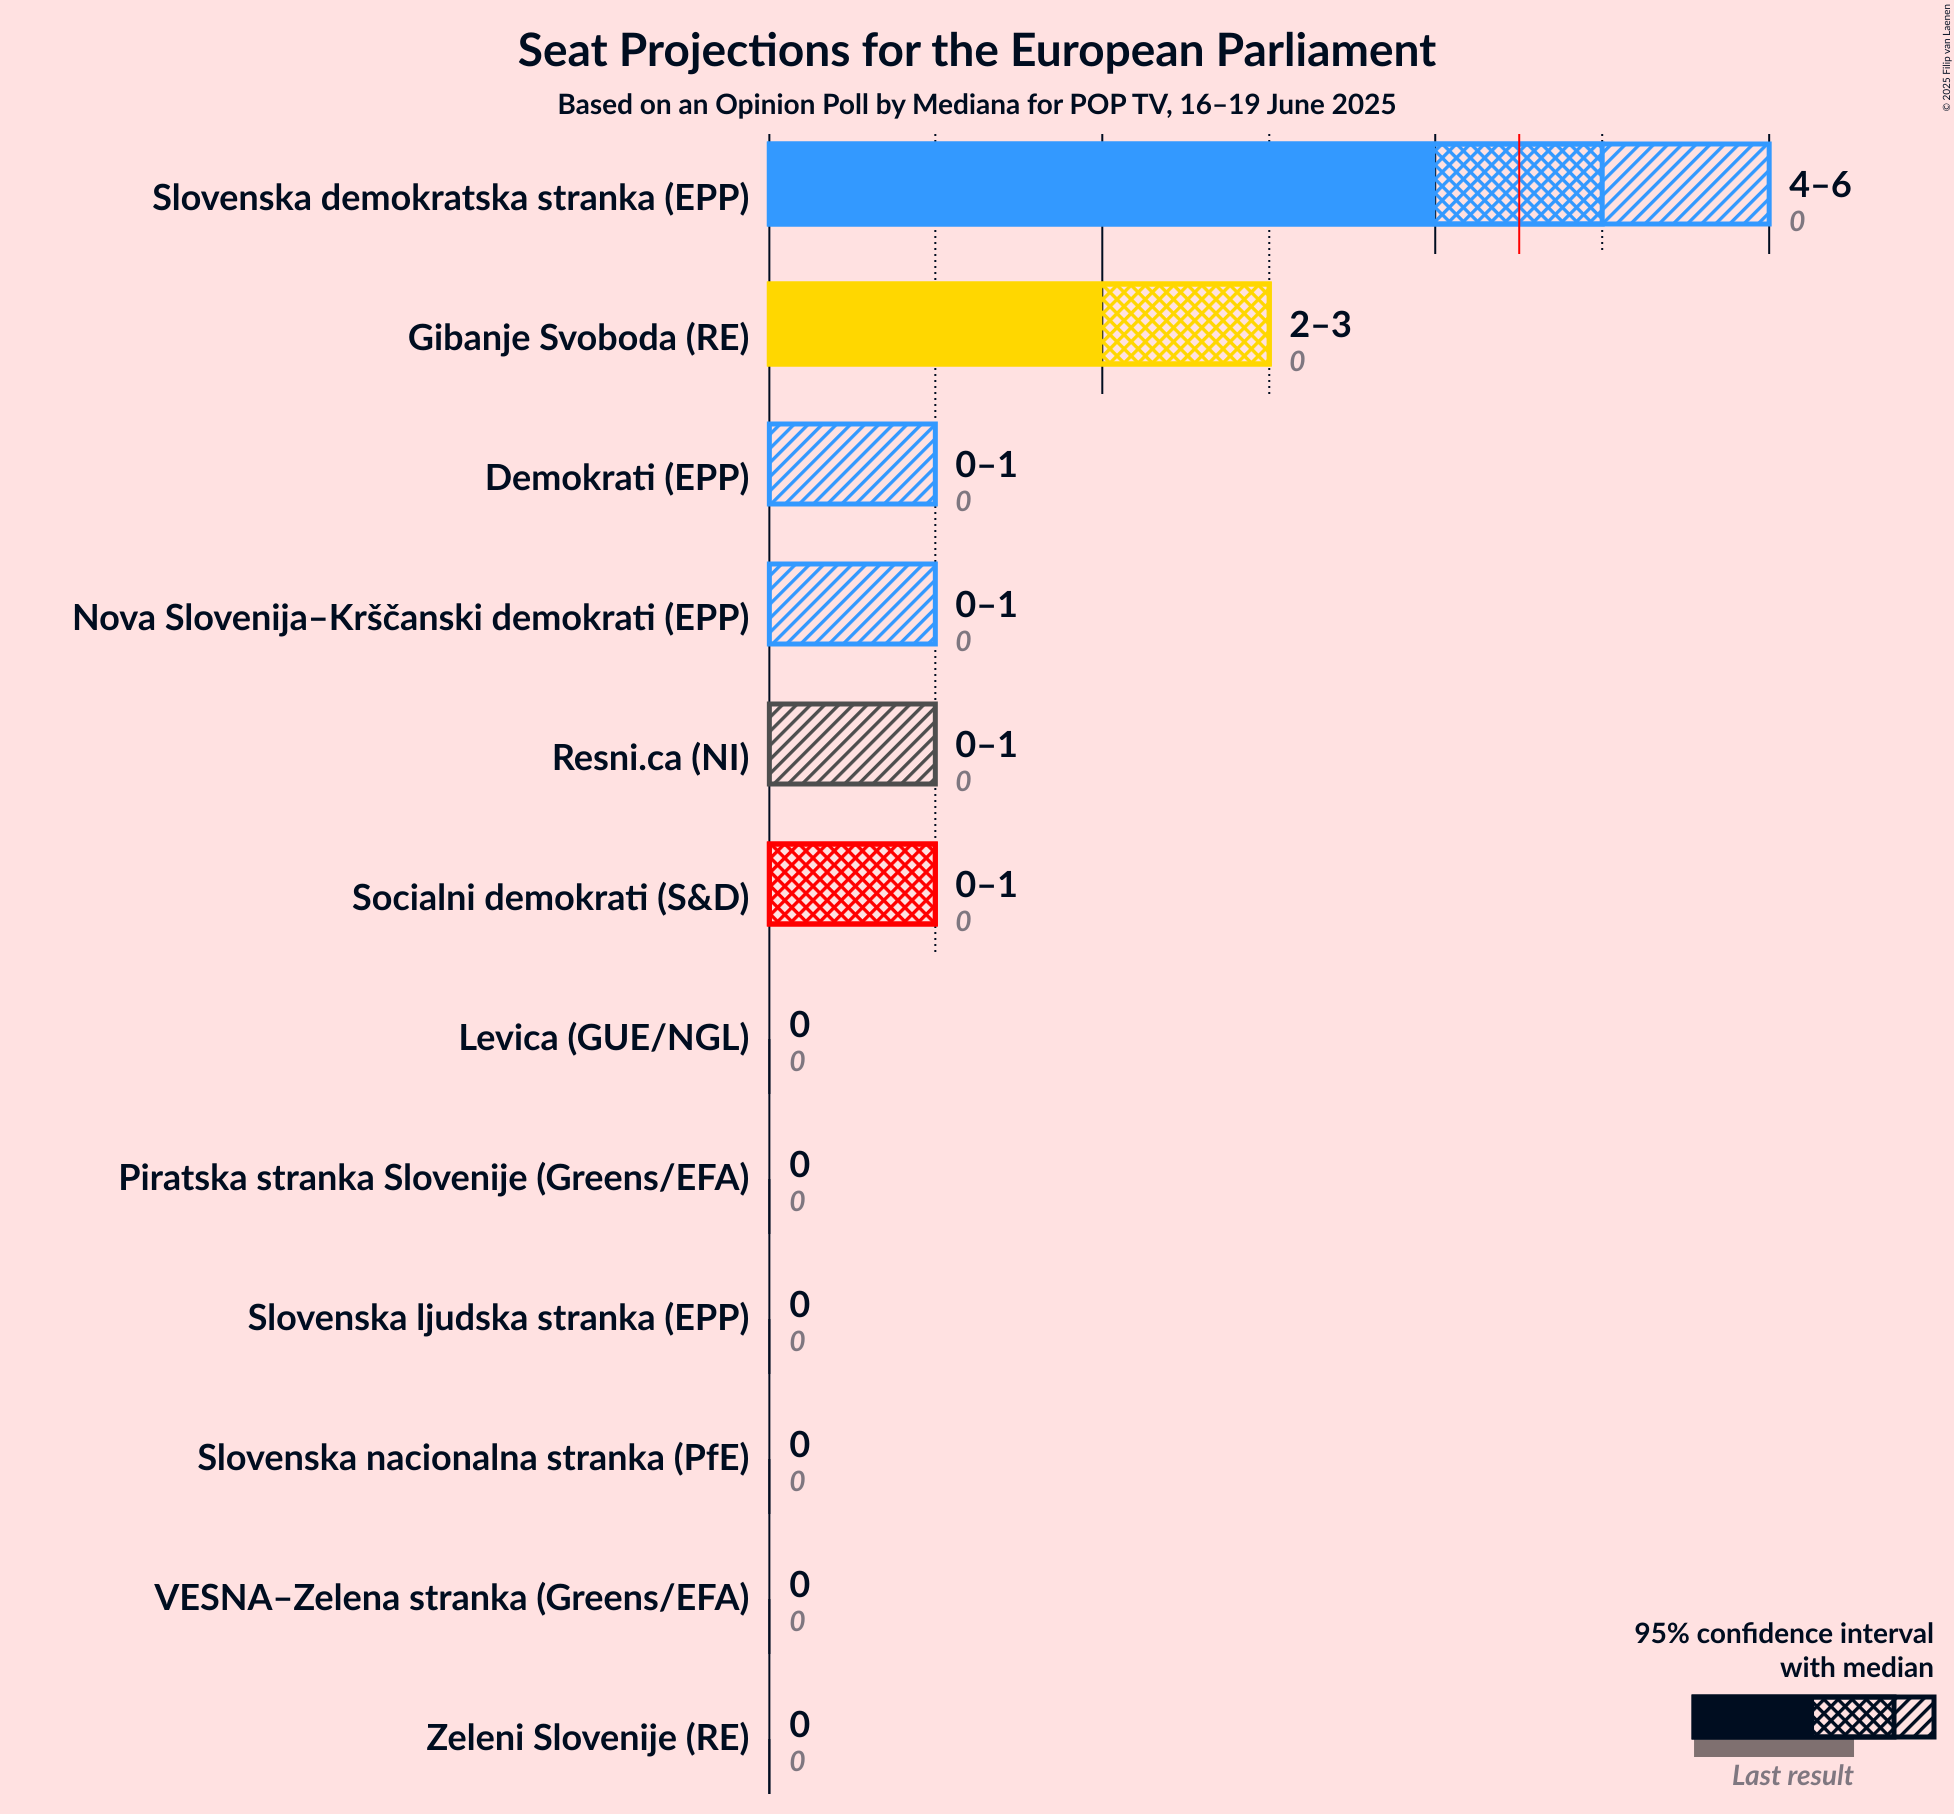 Seat Projections for the European Parliament
Based on an Opinion Poll by Mediana for POP TV, 16–19 June 2025
© 2025 Filip van Laenen
Slovenska demokratska stranka (EPP)
4–6
0
Gibanje Svoboda (RE)
2–3
0
Demokrati (EPP)
0–1
0
Nova Slovenija–Krščanski demokrati (EPP)
0–1
0
Resni.ca (NI)
0–1
0
Socialni demokrati (S&D)
0–1
0
Levica (GUE/NGL)
0
0
Piratska stranka Slovenije (Greens/EFA)
0
0
Slovenska ljudska stranka (EPP)
0
0
Slovenska nacionalna stranka (PfE)
0
0
VESNA–Zelena stranka (Greens/EFA)
0
0
Zeleni Slovenije (RE)
0
0
95% confidence interval
with median
Last result